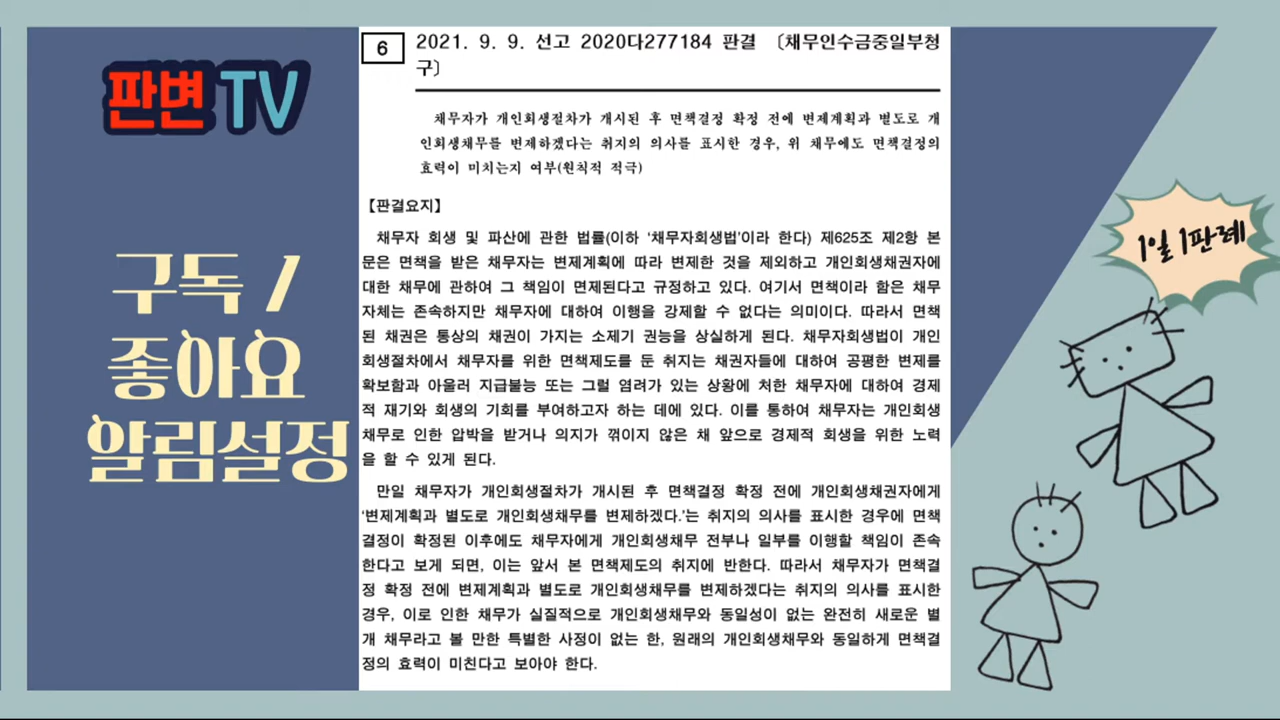 판변 TV
구독 /
좋아요
알림설정
6
2021. 9. 9. 선고 2020다277184 판결 〔채무인수금중일부청
구〕
채무자가 개인회생절차가 개시된 후 면책결정 확정 전에 변제계획과 별도로 개
인회생채무를 변제하겠다는 취지의 의사를 표시한 경우, 위 채무에도 면책결정의
효력이 미치는지 여부(원칙적 적극)
【판결요지】
채무자 회생 및 파산에 관한 법률(이하 ‘채무자회생법’이라 한다) 제625조 제2항 본
문은 면책을 받은 채무자는 변제계획에 따라 변제한 것을 제외하고 개인회생채권자에
대한 채무에 관하여 그 책임이 면제된다고 규정하고 있다. 여기서 면책이라 함은 채무
자체는 존속하지만 채무자에 대하여 이행을 강제할 수 없다는 의미이다. 따라서 면책
된 채권은 통상의 채권이 가지는 소제기 권능을 상실하게 된다. 채무자회생법이 개인
회생절차에서 채무자를 위한 면책제도를 둔 취지는 채권자들에 대하여 공평한 변제를
확보함과 아울러 지급불능 또는 그럴 염려가 있는 상황에 처한 채무자에 대하여 경제
적 재기와 회생의 기회를 부여하고자 하는 데에 있다. 이를 통하여 채무자는 개인회생
채무로 인한 압박을 받거나 의지가 꺾이지 않은 채 앞으로 경제적 회생을 위한 노력
을 할 수 있게 된다.
만일 채무자가 개인회생절차가 개시된 후 면책결정 확정 전에 개인회생채권자에게
‘변제계획과 별도로 개인회생채무를 변제하겠다.’는 취지의 의사를 표시한 경우에 면책
결정이 확정된 이후에도 채무자에게 개인회생채무 전부나 일부를 이행할 책임이 존속
한다고 보게 되면, 이는 앞서 본 면책제도의 취지에 반한다. 따라서 채무자가 면책결
정 확정 전에 변제계획과 별도로 개인회생채무를 변제하겠다는 취지의 의사를 표시한
경우, 이로 인한 채무가 실질적으로 개인회생채무와 동일성이 없는 완전히 새로운 별
개 채무라고 볼 만한 특별한 사정이 없는 한, 원래의 개인회생채무와 동일하게 면책결
정의 효력이 미친다고 보아야 한다.
1일 1판례